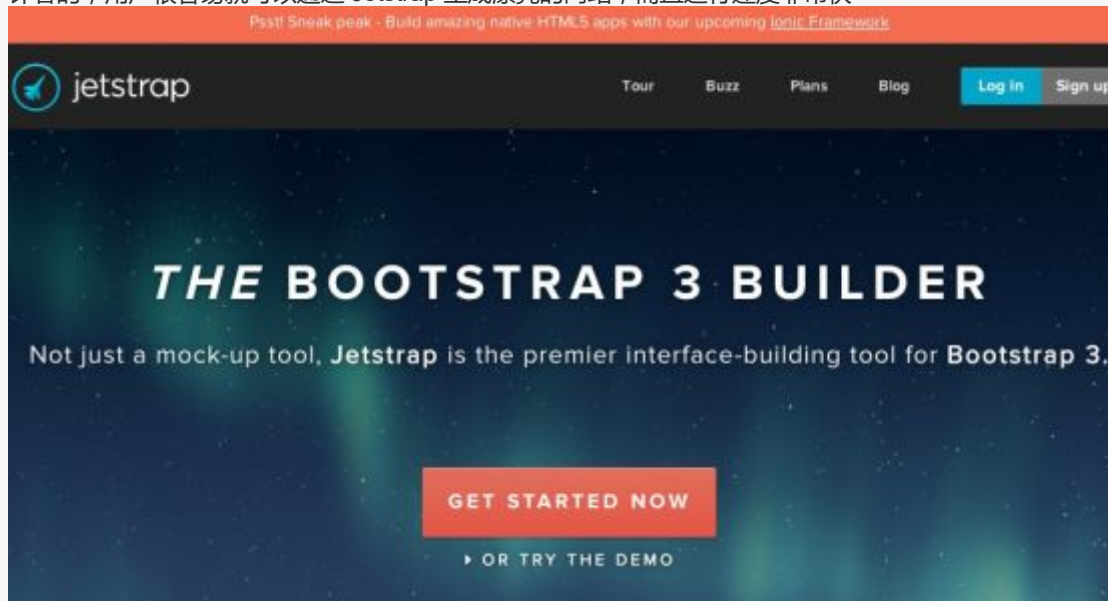 Psst! Sneak peak - Build amazing native HTML5 apps with our upcoming Ionic Framework
jetstrap
Tour Buzz Plans Blog Log in Sign up
THE BOOTSTRAP 3 BUILDER
Not just a mock-up tool, Jetstrap is the premier interface-building tool for Bootstrap 3.
GET STARTED NOW
OR TRY THE DEMO